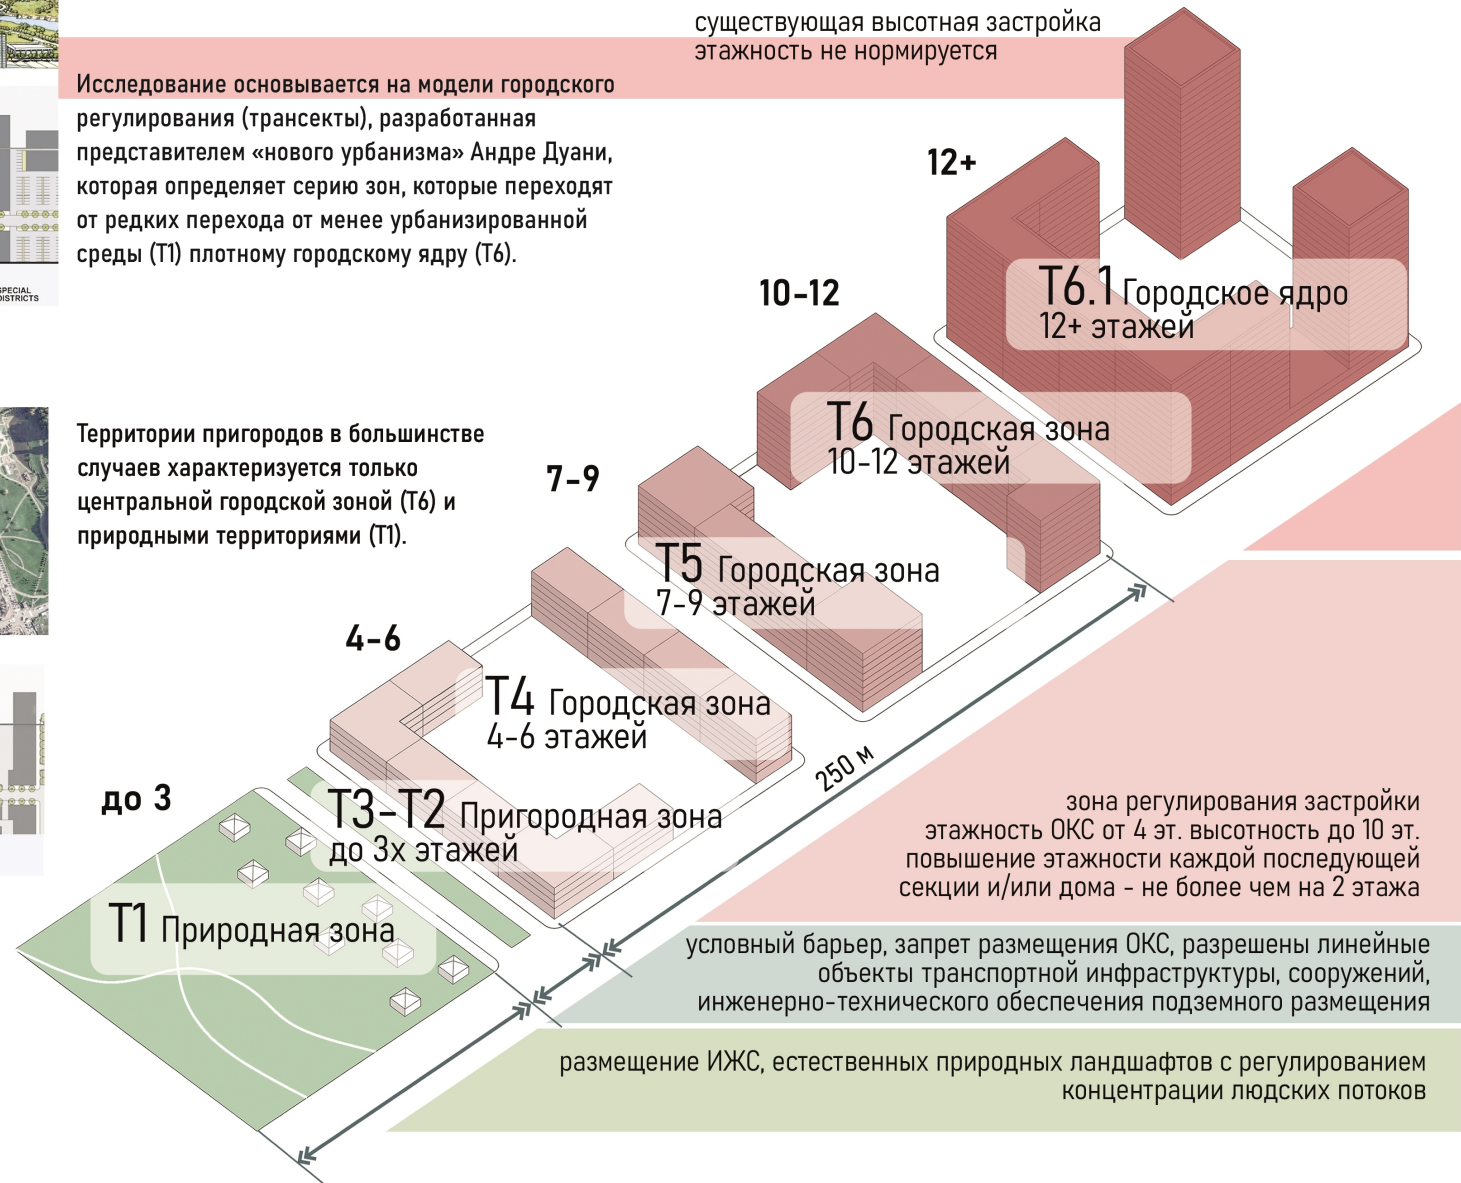 существующая высотная застройка
этажность не нормируется
Исследование основывается на модели городского
регулирования (трансекты), разработанная
представителем «нового урбанизма» Андре Дуани,
которая определяет серию зон, которые переходят
от редких перехода от менее урбанизированной
среды (Т1) плотному городскому ядру (Т6).
SPECIAL
DISTRICTS
12+
Т6.1 Городское ядро
12+ этажей
10-12
Т6 Городская зона
10-12 этажей
Территории пригородов в большинстве
случаев характеризуется только
центральной городской зоной (Т6) и
природными территориями (Т1).
7-9
Т5 Городская зона
7-9 этажей
4-6
Т4 Городская зона
4-6 этажей
250 м
до 3
Т3-Т2 Пригородная зона
до 3х этажей
Т1 Природная зона
зона регулирования застройки
этажность ОКС от 4 эт. высотность до 10 эт.
повышение этажности каждой последующей
секции и/или дома - не более чем на 2 этажа
условный барьер, запрет размещения ОКС, разрешены линейные
объекты транспортной инфраструктуры, сооружений,
инженерно-технического обеспечения подземного размещения
размещение ИЖС, естественных природных ландшафтов с регулированием
концентрации людских потоков